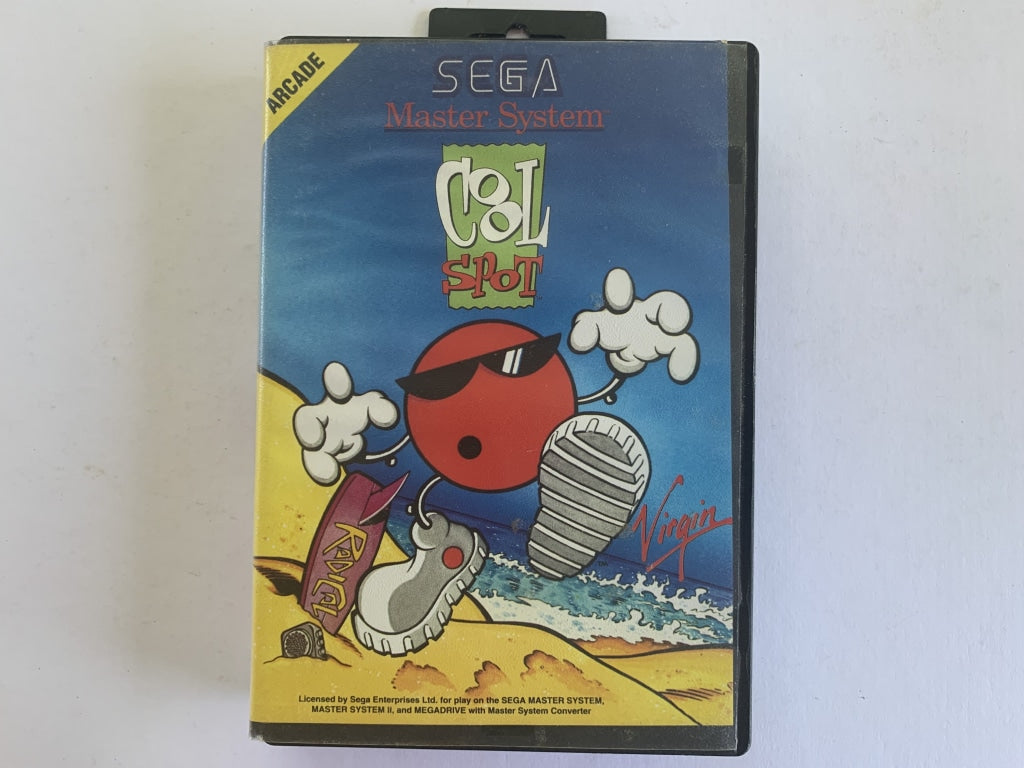 ARCADE
SEGA
Master System
COOL
SPOT
RADICAL
Virgin
Licensed by Sega Enterprises Ltd. for play on the SEGA MASTER SYSTEM,
MASTER SYSTEM II, and MEGADRIVE with Master System Converter